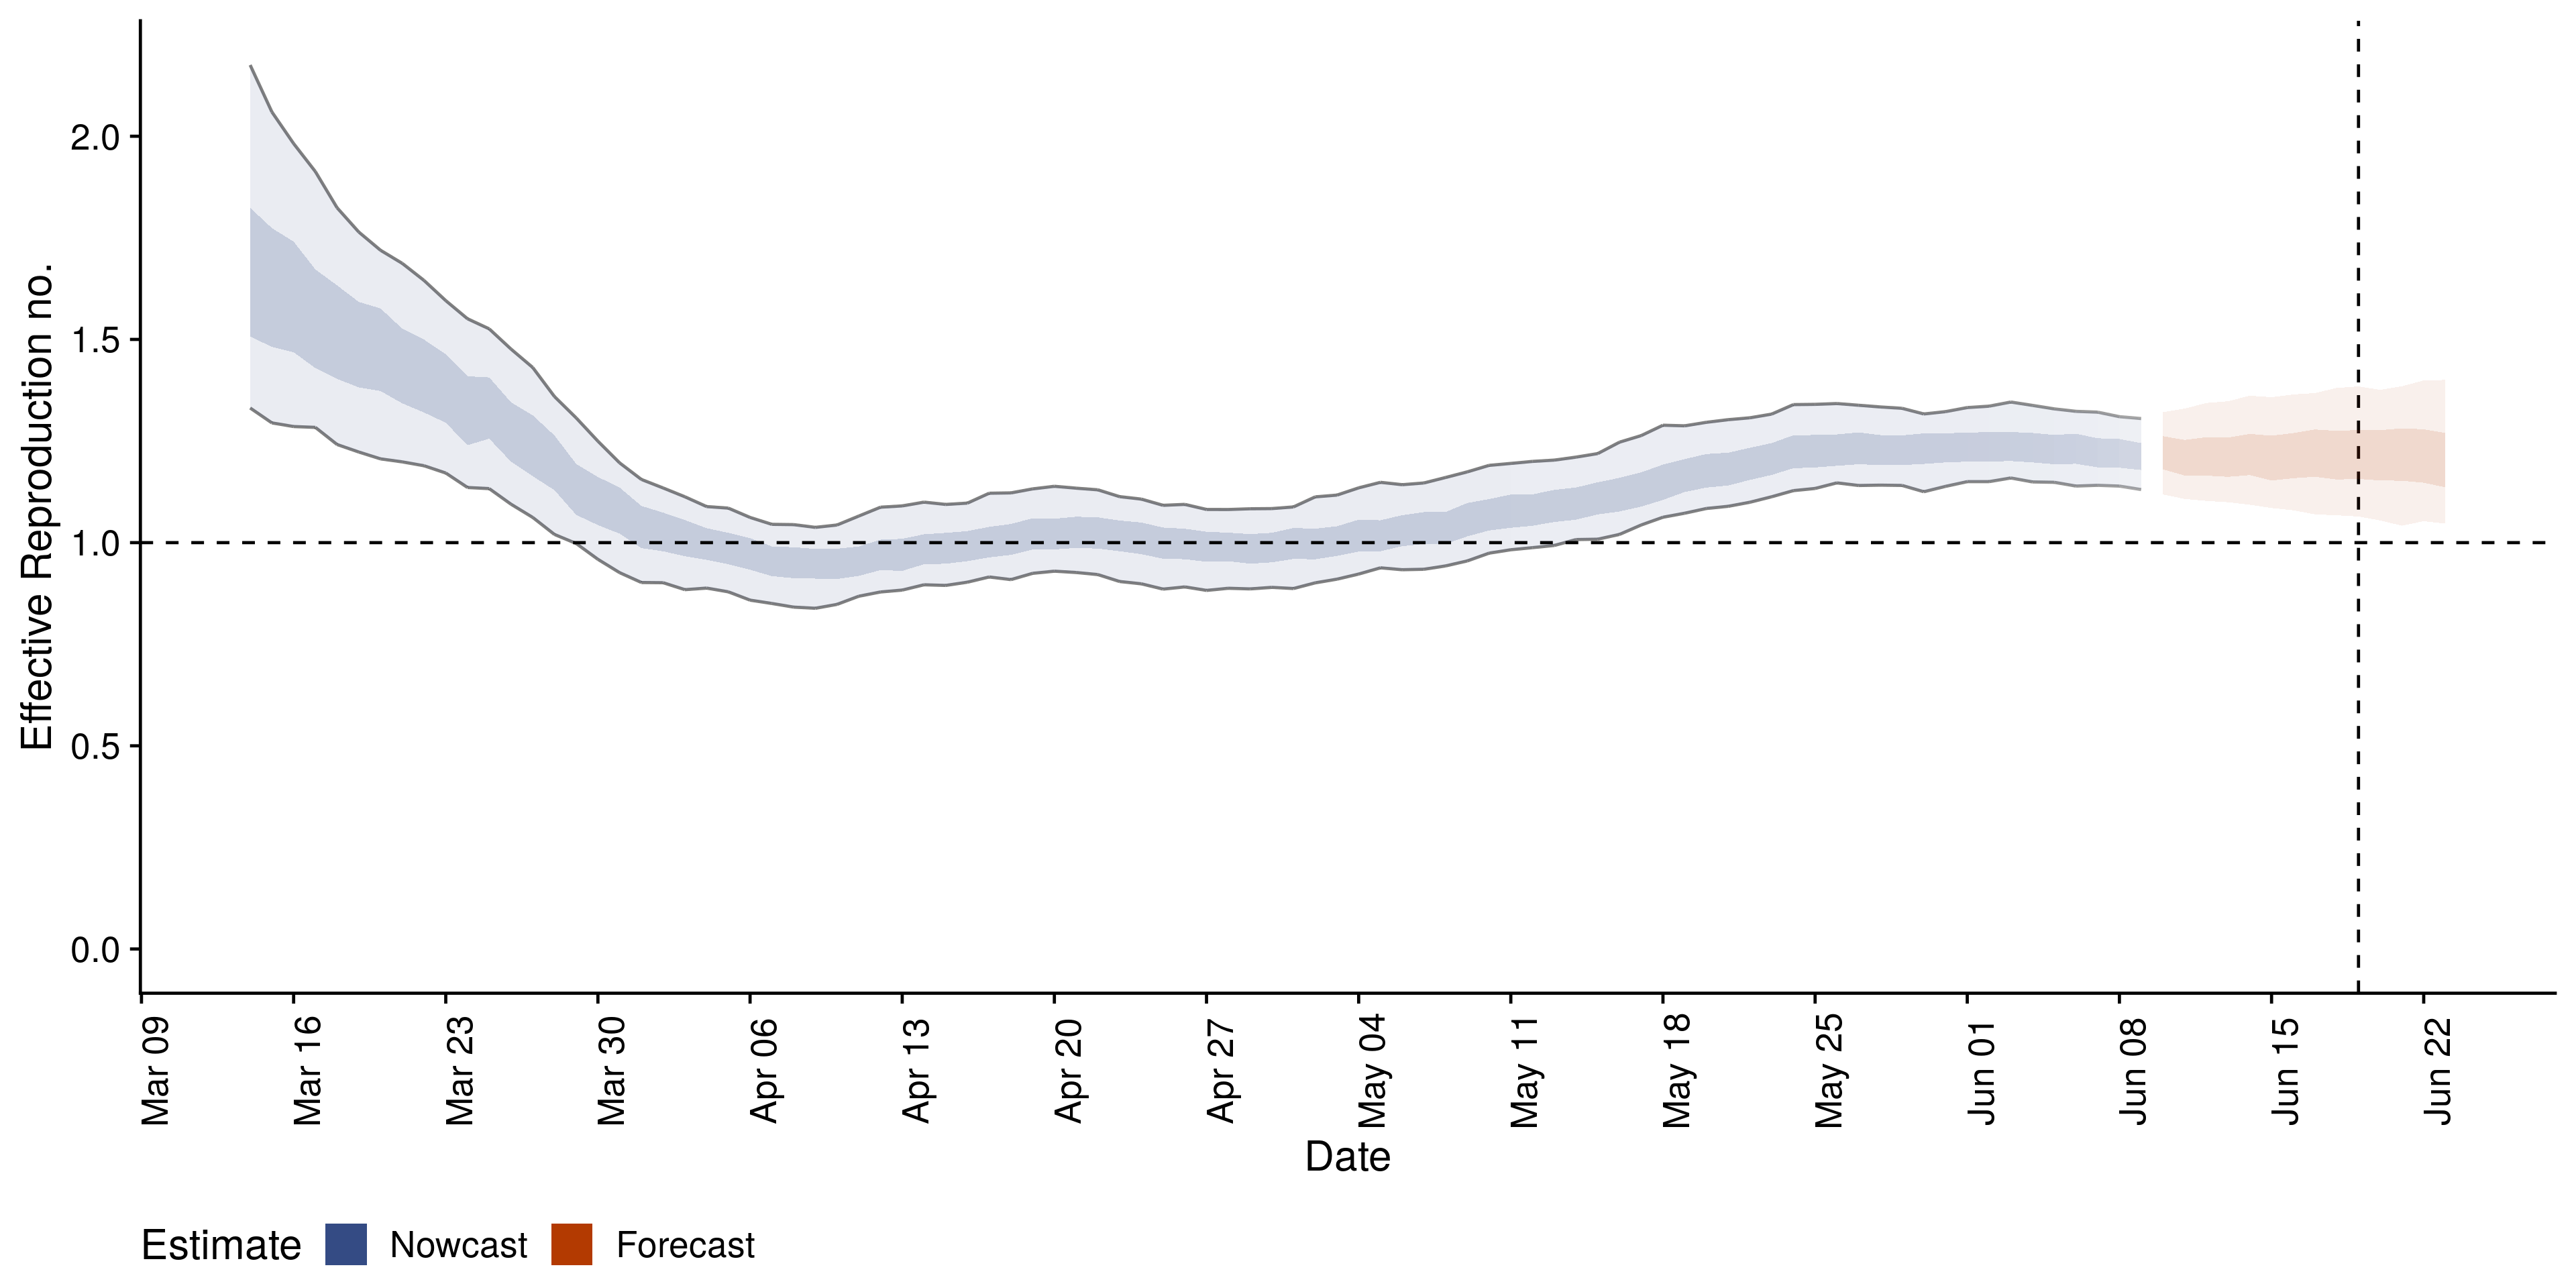 Effective Reproduction no.
2.0
1.5
1.0
0.5
0.0
Mar 09
Mar 16
Mar 23
Mar 30
Apr 06
Apr 13
Apr 20
Apr 27
May 04
May 11
May 18
May 25
Jun 01
Jun 08
Jun 15
Jun 22
Date
Estimate Nowcast Forecast